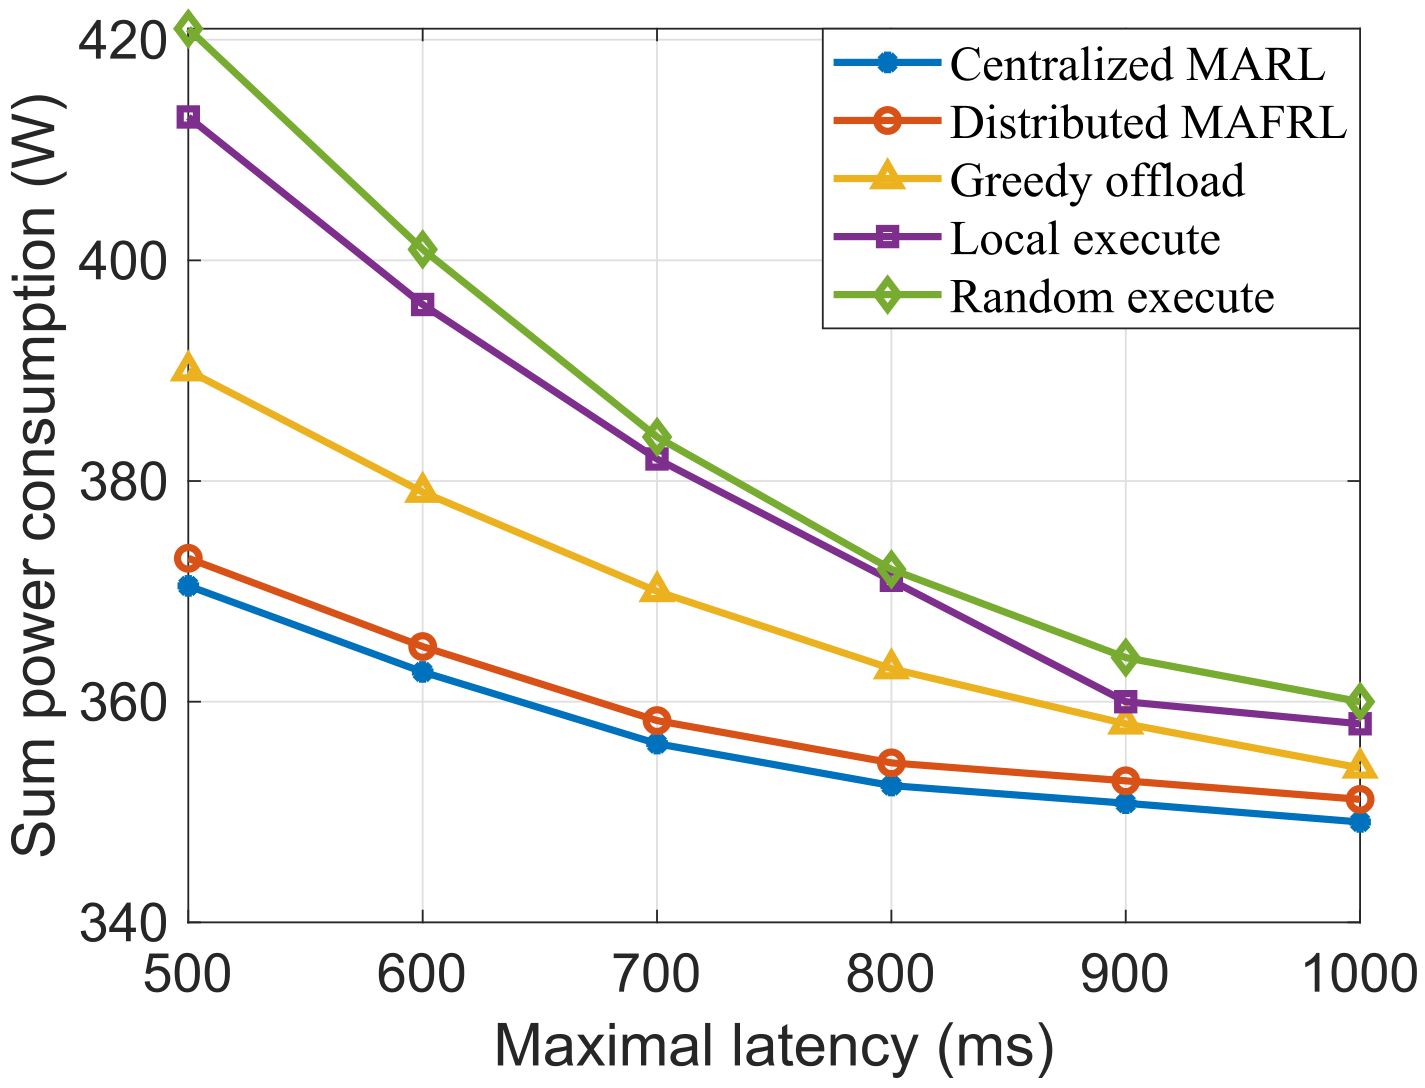 Sum power consumption (W)
420
400
380
360
340
500 600 700 800 900 1000
Maximal latency (ms)
Centralized MARL
Distributed MAFRL
Greedy offload
Local execute
Random execute